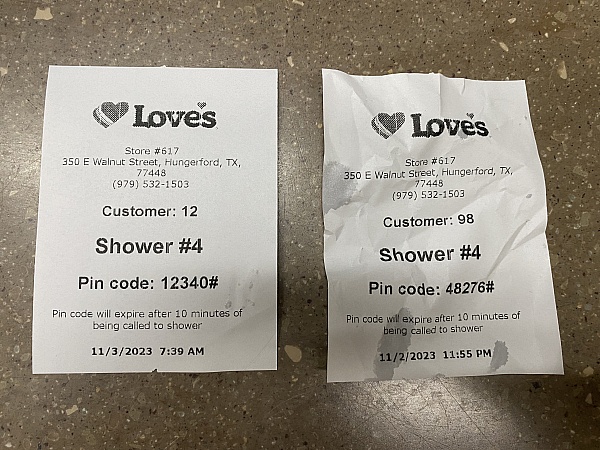 Love's
Store #617
350 E Walnut Street, Hungerford, TX,
77448
(979) 532-1503
Customer: 12
Shower #4
Pin code: 12340#
Pin code will expire after 10 minutes of
being called to shower
11/3/2023 7:39 AM
Love's
Store #617
350 E Walnut Street, Hungerford, TX,
77448
(979) 532-1503
Customer: 98
Shower #4
Pin code: 48276#
Pin code will expire after 10 minutes of
being called to shower
11/2/2023 11:55 PM